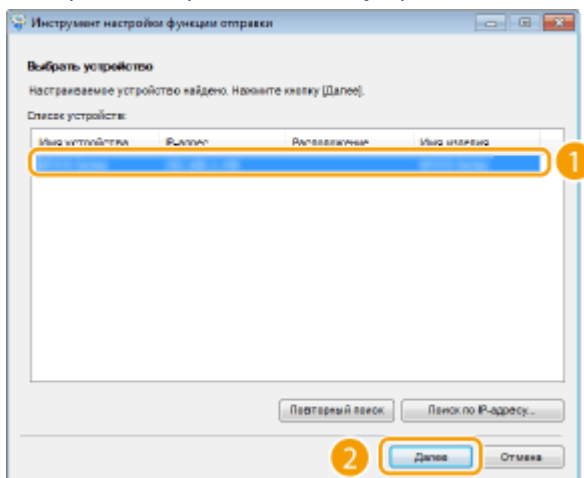 Инструмент настройки функции отправки
Выбрать устройство
Настраиваемое устройство найдено. Нажмите кнопку [Далее].
Список устройств:
Имя устройства IP-адрес Расположение Имя изделия
1
Повторный поиск Поиск по IP-адресу...
2 Далее Отмена